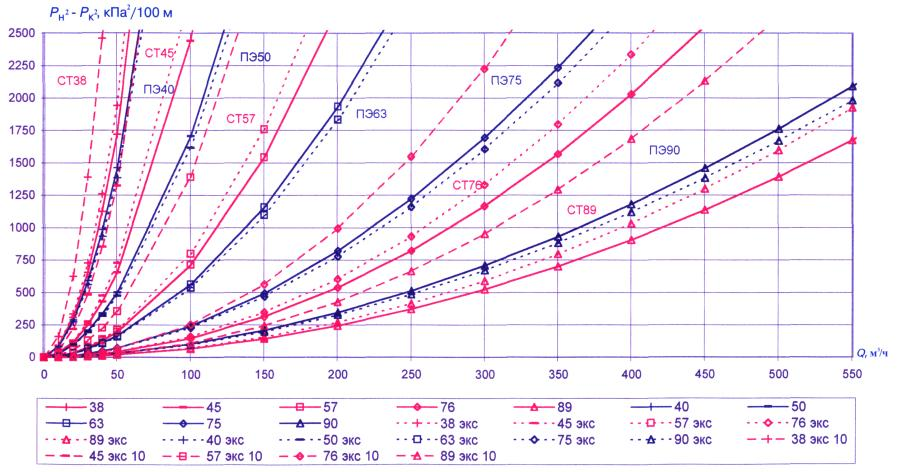 Pн² - Pк², кПа²/100 м
2500
2250
2000
1750
1500
1250
1000
750
500
250
0
СТ38
СТ45
ПЭ40
ПЭ50
СТ57
ПЭ63
ПЭ75
СТ76
ПЭ90
СТ89
0 50 100 150 200 250 300 350 400 450 500 550
Q, м³/ч
38 45 57 76 89 40 50
63 75 90 38 экс 45 экс 57 экс 76 экс
89 экс 40 экс 50 экс 63 экс 75 экс 90 экс 38 экс 10
45 экс 10 57 экс 10 76 экс 10 89 экс 10